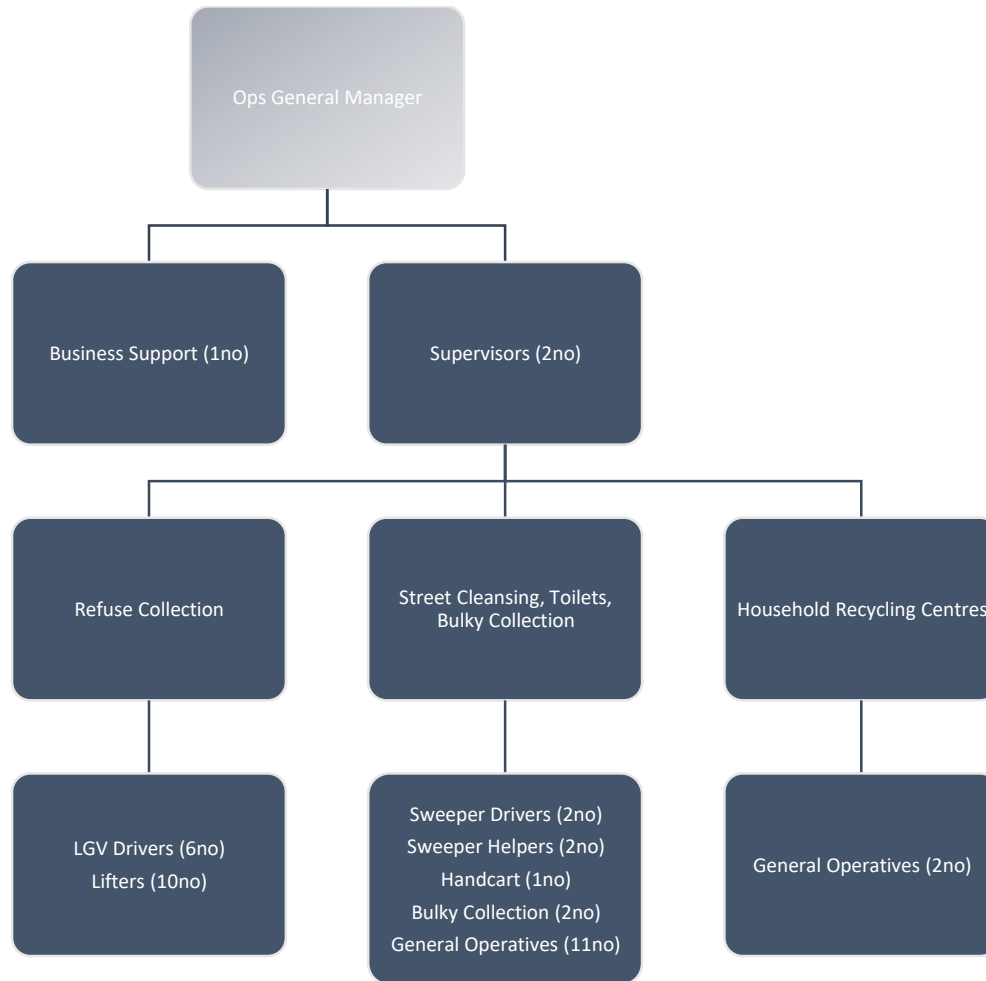 Ops General Manager
Business Support (1no)
Supervisors (2no)
Refuse Collection
Street Cleansing, Toilets,
Bulky Collection
Household Recycling Centres
LGV Drivers (6no)
Lifters (10no)
Sweeper Drivers (2no)
Sweeper Helpers (2no)
Handcart (1no)
Bulky Collection (2no)
General Operatives (11no)
General Operatives (2no)